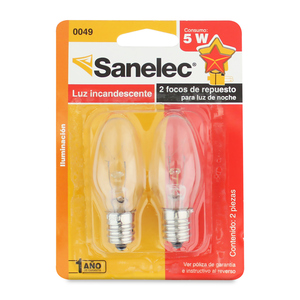 0049
Consumo:
5 W
Sanelec®
Luz incandescente
2 focos de repuesto
para luz de noche
Iluminación
Contenido: 2 piezas
1 AÑO
Ver póliza de garantía
e instructivo al reverso